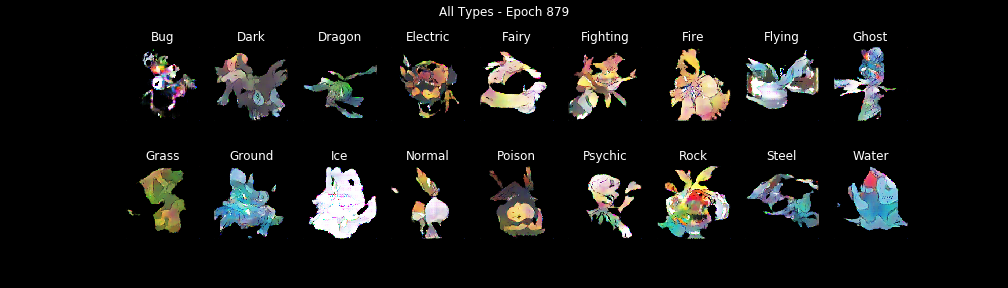 All Types - Epoch 879
Bug Dark Dragon Electric Fairy Fighting Fire Flying Ghost
Grass Ground Ice Normal Poison Psychic Rock Steel Water